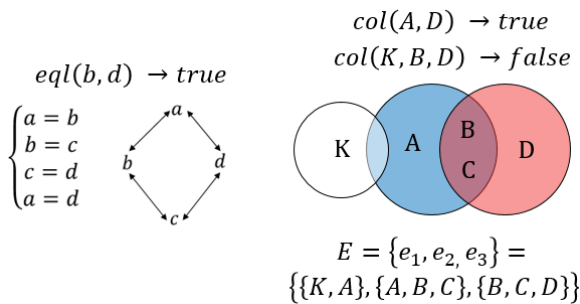 eql(b, d) → true
a = b
b = c
c = d
a = d
a
b
d
c
col(A, D) → true
col(K, B, D) → false
K
A
B
C
D
E = {e₁, e₂, e₃} =
{{K, A}, {A, B, C}, {B, C, D}}